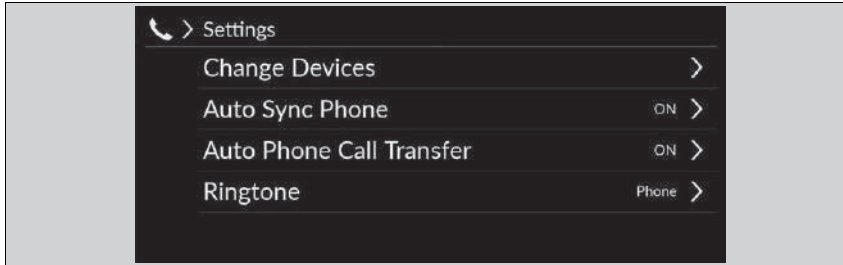 Settings
Change Devices
Auto Sync Phone ON
Auto Phone Call Transfer ON
Ringtone Phone